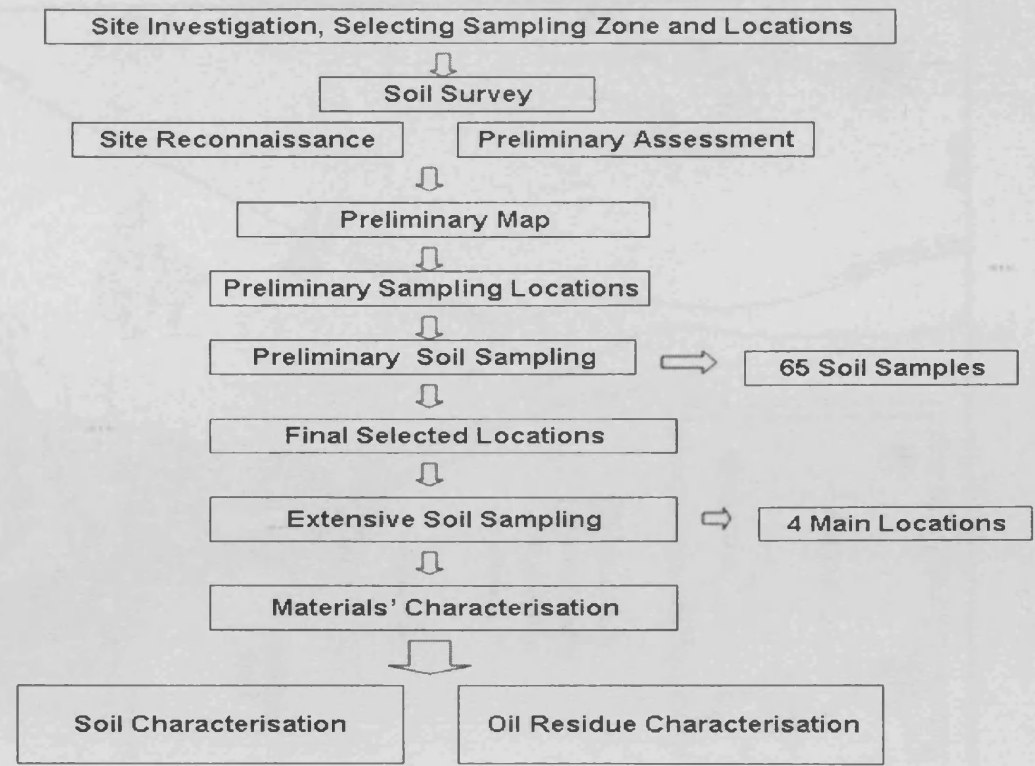 Site Investigation, Selecting Sampling Zone and Locations
Soil Survey
Site Reconnaissance
Preliminary Assessment
Preliminary Map
Preliminary Sampling Locations
Preliminary Soil Sampling
65 Soil Samples
Final Selected Locations
Extensive Soil Sampling
4 Main Locations
Materials' Characterisation
Soil Characterisation
Oil Residue Characterisation